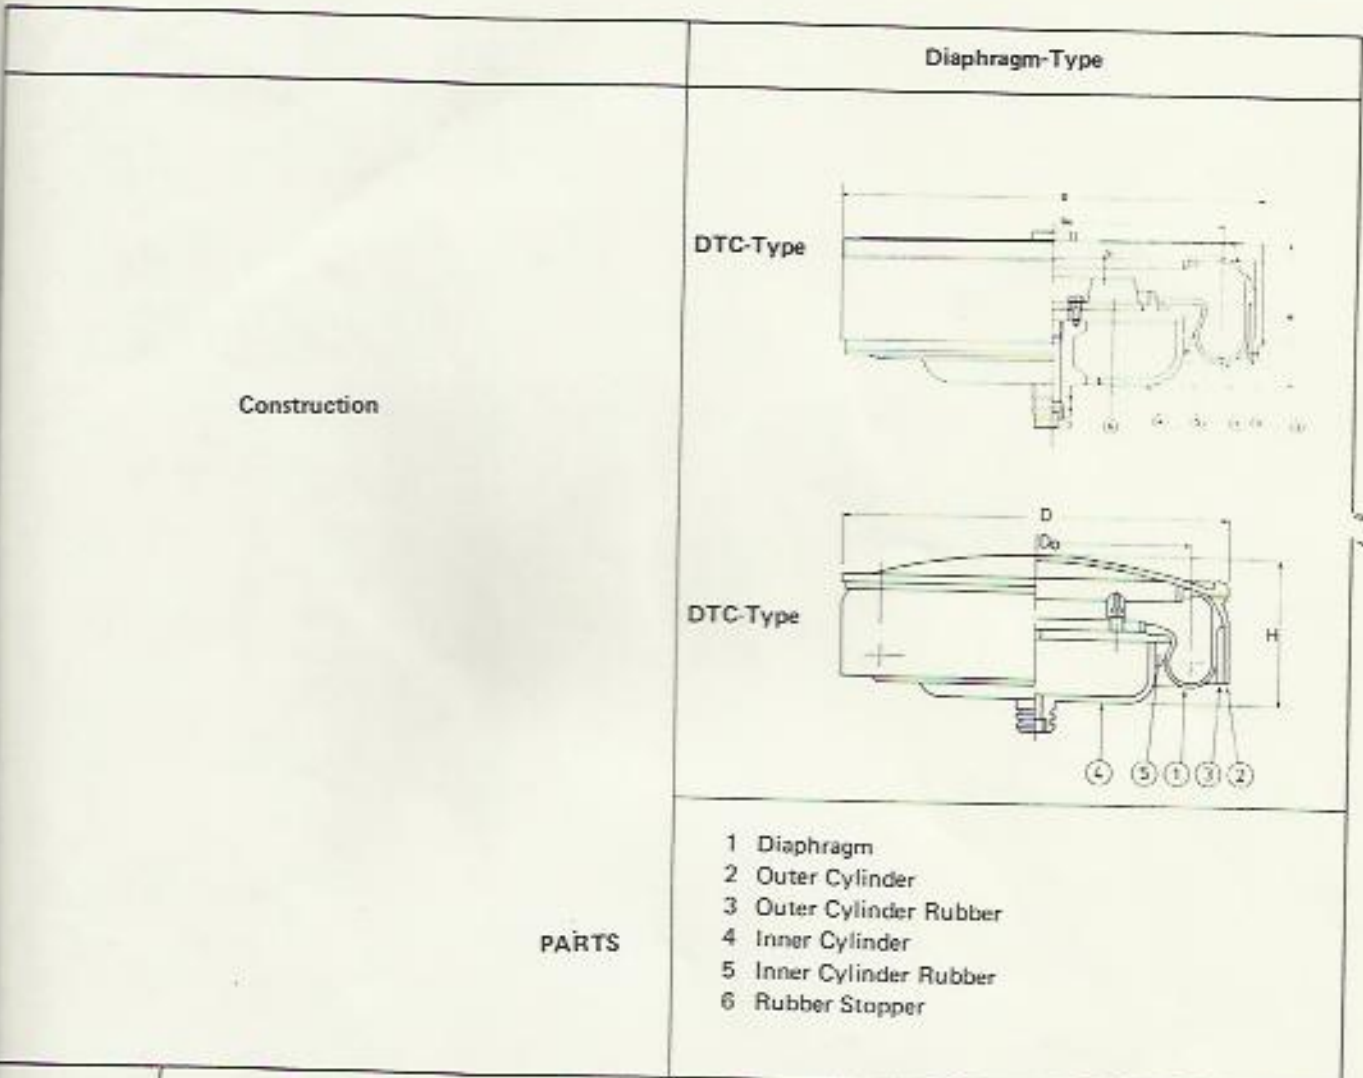 Diaphragm-Type
DTC-Type
Construction
D
Do
DTC-Type
H
4 5 1 3 2
1 Diaphragm
2 Outer Cylinder
3 Outer Cylinder Rubber
4 Inner Cylinder
5 Inner Cylinder Rubber
PARTS
6 Rubber Stopper